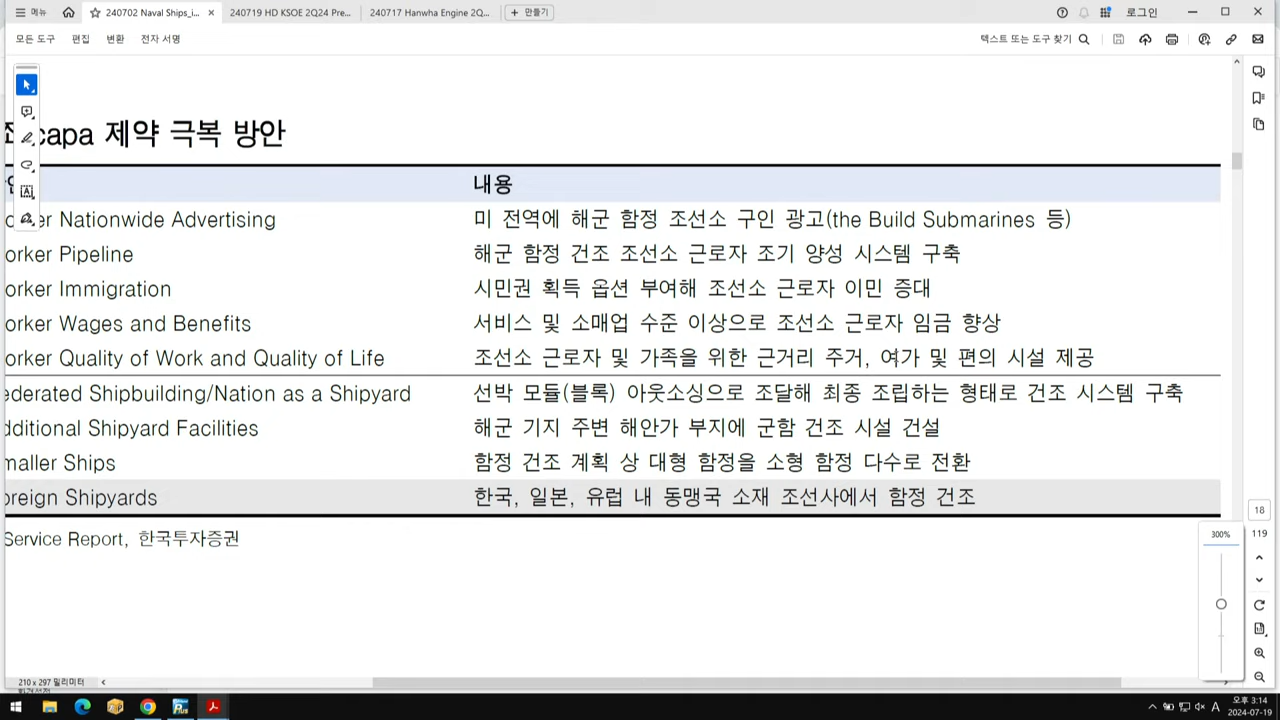 메뉴 240702 Naval Ships_i... 240719 HD KSOE 2Q24 Pre... 240717 Hanwha Engine 2Q... + 만들기 로그인
모든 도구 편집 변환 전자 서명 텍스트 또는 도구 찾기
capa 제약 극복 방안
내용
Nationwide Advertising 미 전역에 해군 함정 조선소 구인 광고(the Build Submarines 등)
orker Pipeline 해군 함정 건조 조선소 근로자 조기 양성 시스템 구축
orker Immigration 시민권 획득 옵션 부여해 조선소 근로자 이민 증대
orker Wages and Benefits 서비스 및 소매업 수준 이상으로 조선소 근로자 임금 향상
orker Quality of Work and Quality of Life 조선소 근로자 및 가족을 위한 근거리 주거, 여가 및 편의 시설 제공
ederated Shipbuilding/Nation as a Shipyard 선박 모듈(블록) 아웃소싱으로 조달해 최종 조립하는 형태로 건조 시스템 구축
dditional Shipyard Facilities 해군 기지 주변 해안가 부지에 군함 건조 시설 건설
maller Ships 함정 건조 계획 상 대형 함정을 소형 함정 다수로 전환
oreign Shipyards 한국, 일본, 유럽 내 동맹국 소재 조선사에서 함정 건조
Service Report, 한국투자증권
18
119
300%
210 x 297 밀리미터
A 오후 3:14
2024-07-19